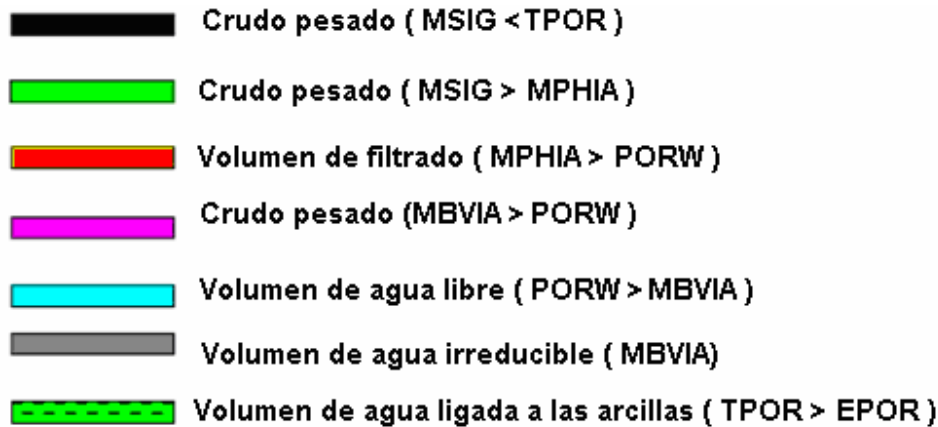 Crudo pesado ( MSIG <TPOR )
Crudo pesado ( MSIG > MPHIA )
Volumen de filtrado ( MPHIA > PORW )
Crudo pesado (MBVIA > PORW )
Volumen de agua libre ( PORW > MBVIA )
Volumen de agua irreducible ( MBVIA)
Volumen de agua ligada a las arcillas ( TPOR > EPOR )